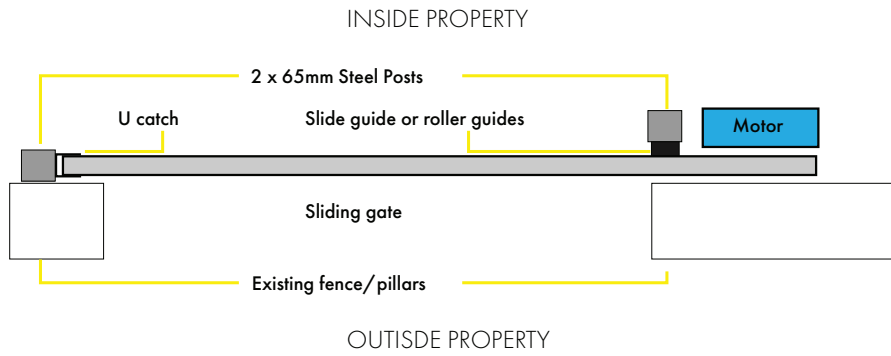 INSIDE PROPERTY
2 x 65mm Steel Posts
U catch
Slide guide or roller guides
Motor
Sliding gate
Existing fence/pillars
OUTISDE PROPERTY